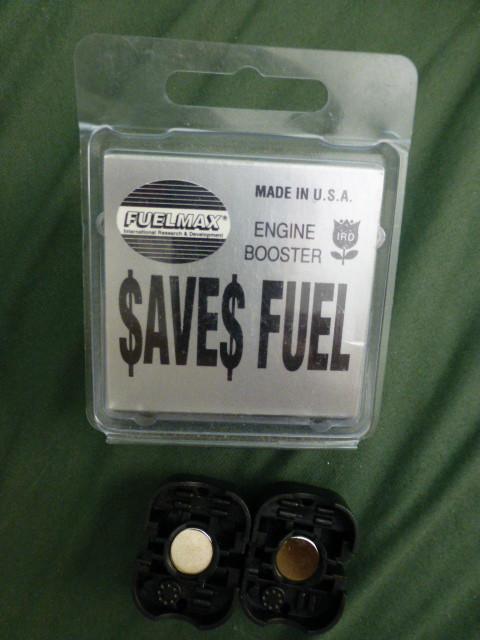 MADE IN U.S.A.
FUELMAX®
International Research & Development
ENGINE
BOOSTER
IRD
$AVE$ FUEL